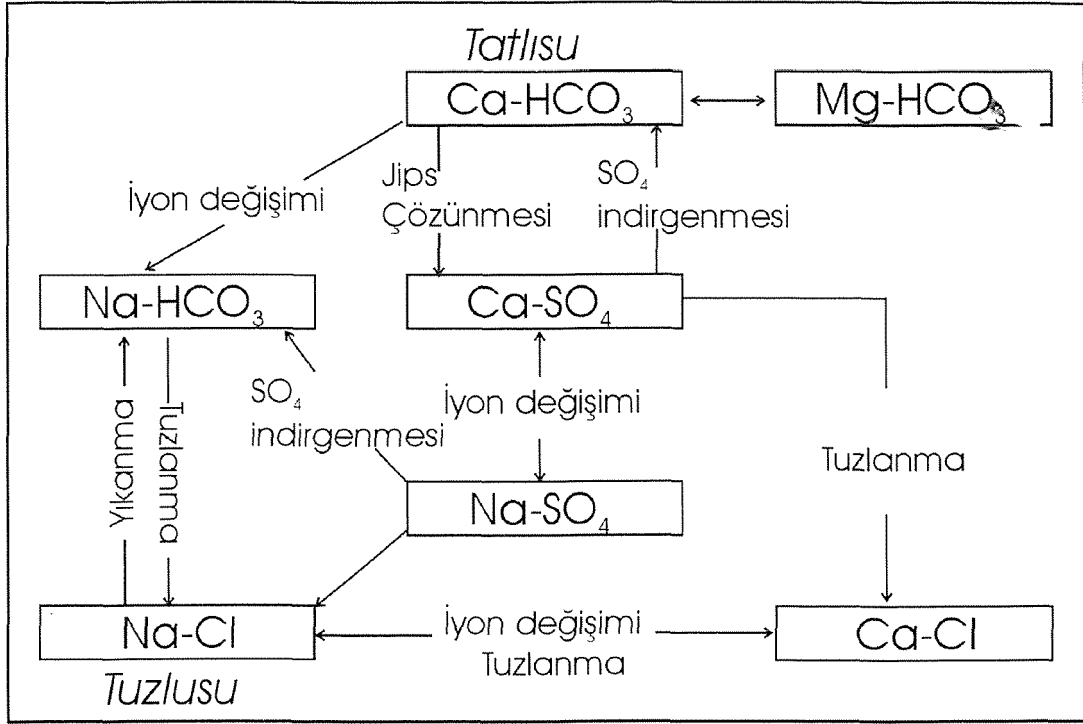 Tatlısu
Ca-HCO₃
Mg-HCO₃
İyon değişimi
Jips
Çözünmesi
SO₄
indirgenmesi
Na-HCO₃
Ca-SO₄
Yıkanma
Tuzlanma
SO₄
indirgenmesi
İyon değişimi
Tuzlanma
Na-SO₄
Na-Cl
İyon değişimi
Tuzlanma
Ca-Cl
Tuzlusu